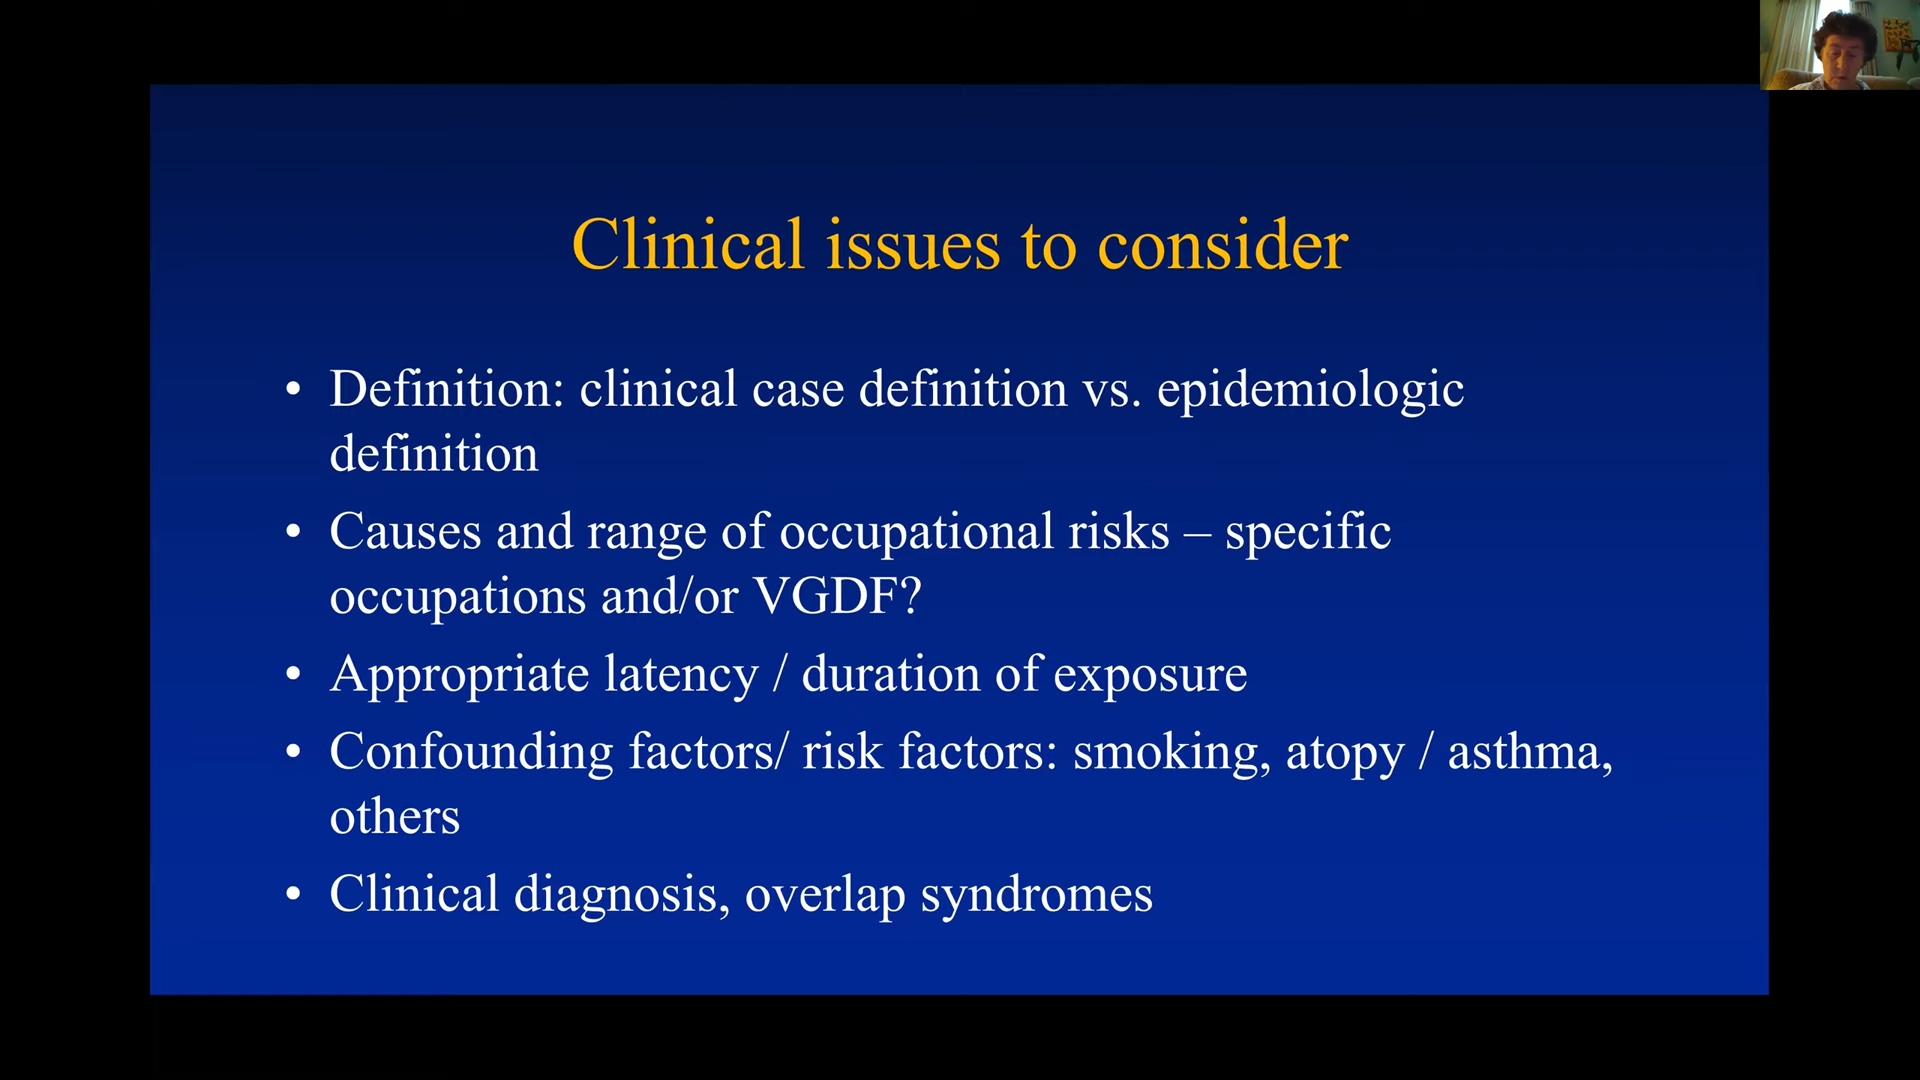 Clinical issues to consider
• Definition: clinical case definition vs. epidemiologic
definition
• Causes and range of occupational risks – specific
occupations and/or VGDF?
• Appropriate latency / duration of exposure
• Confounding factors/ risk factors: smoking, atopy / asthma,
others
• Clinical diagnosis, overlap syndromes